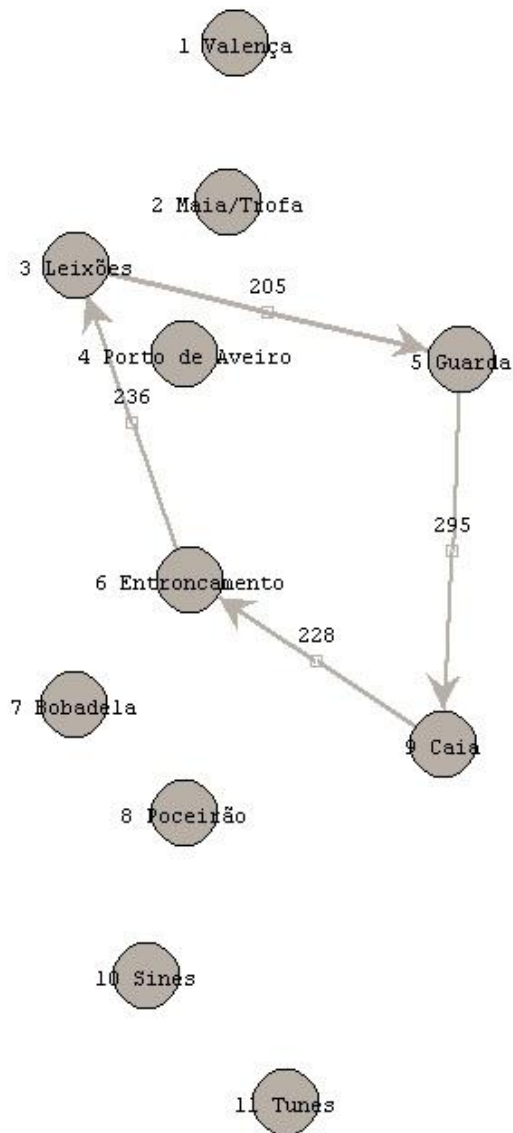 1 Valença
2 Maia/Trofa
3 Leixões
205
4 Porto de Aveiro
5 Guarda
236
295
6 Entroncamento
228
7 Bobadela
9 Caia
8 Poceirão
10 Sines
11 Tunes